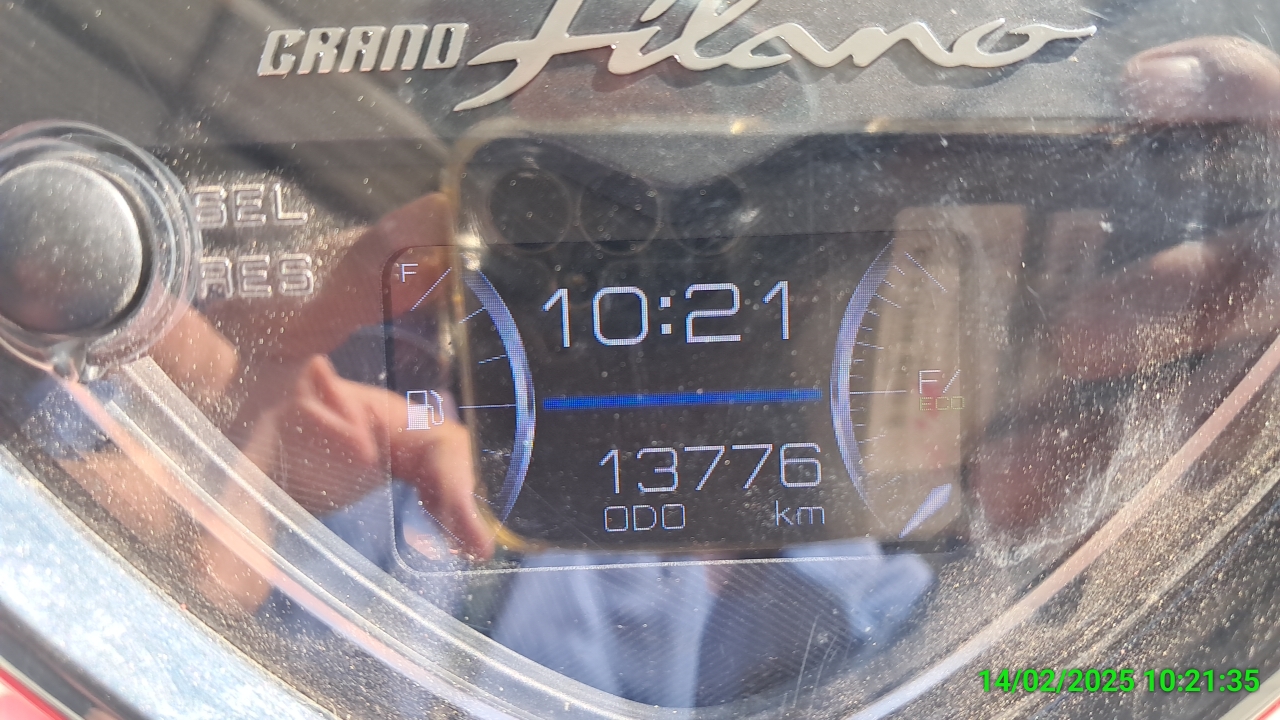 GRAND Filano
SEL
RES
F
10:21
F/
ECO
13776
ODO km
14/02/2025 10:21:35